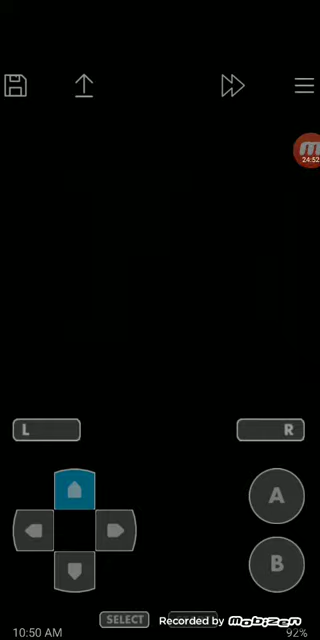 24:52
L
R
A
B
SELECT
Recorded by MOBIZEN
10:50 AM
92%